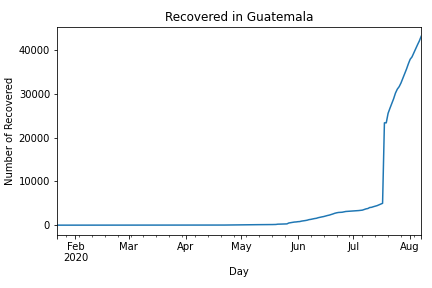 Recovered in Guatemala
Number of Recovered
40000
30000
20000
10000
0
Feb Mar Apr May Jun Jul Aug
2020
Day